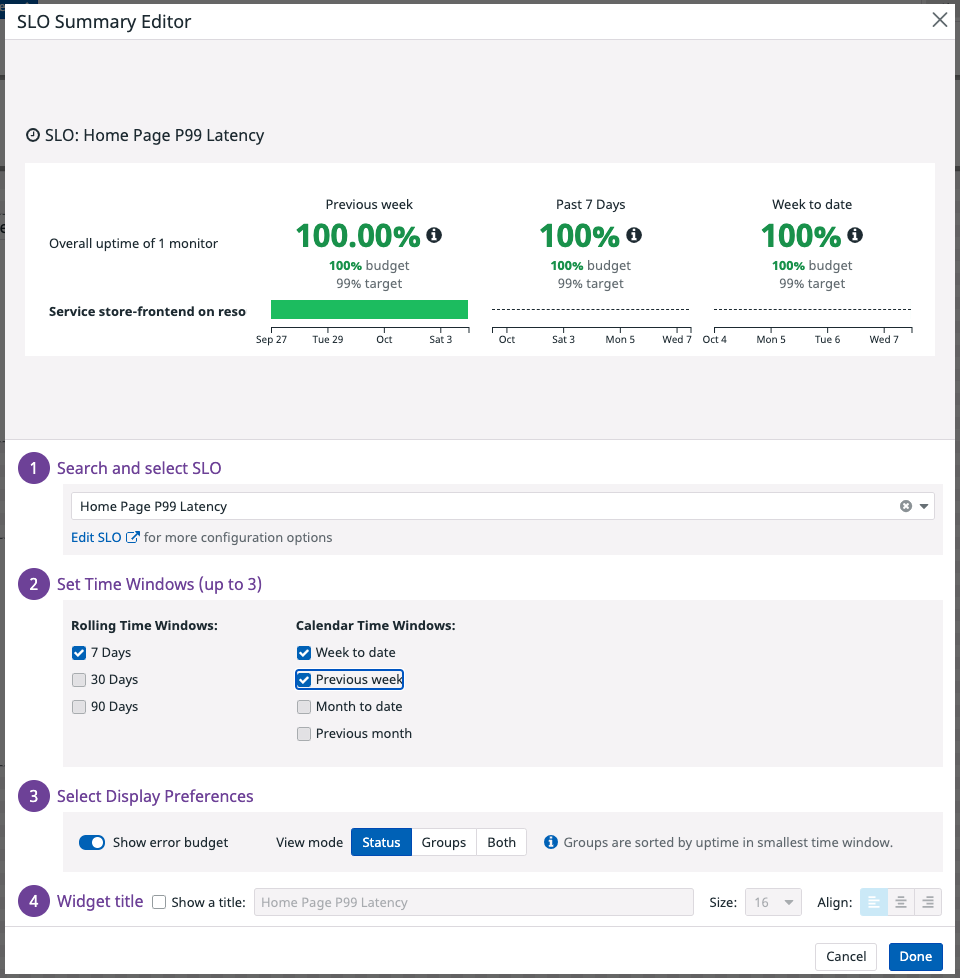 SLO Summary Editor
SLO: Home Page P99 Latency
Previous week
Past 7 Days
Week to date
Overall uptime of 1 monitor
100.00%
100%
100%
100% budget
100% budget
100% budget
99% target
99% target
99% target
Service store-frontend on reso
Sep 27 Tue 29 Oct Sat 3
Oct Sat 3 Mon 5 Wed 7
Oct 4 Mon 5 Tue 6 Wed 7
1 Search and select SLO
Home Page P99 Latency
Edit SLO for more configuration options
2 Set Time Windows (up to 3)
Rolling Time Windows:
7 Days
30 Days
90 Days
Calendar Time Windows:
Week to date
Previous week
Month to date
Previous month
3 Select Display Preferences
Show error budget View mode Status Groups Both Groups are sorted by uptime in smallest time window.
4 Widget title Show a title: Home Page P99 Latency Size: 16 Align:
Cancel Done